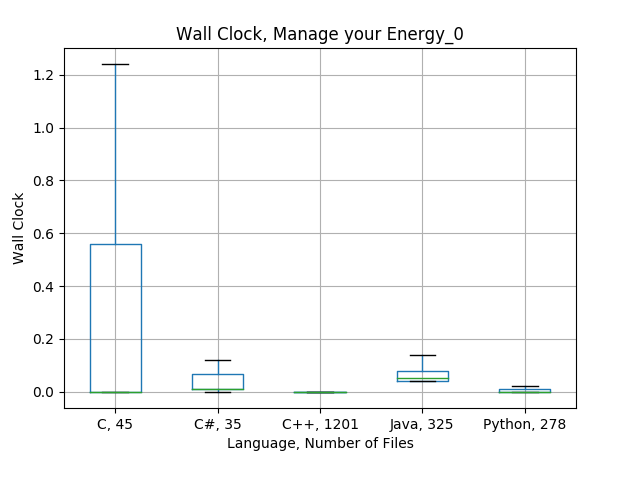 Wall Clock, Manage your Energy_0
1.2
1.0
0.8
0.6
0.4
0.2
0.0
Wall Clock
C, 45
C#, 35
C++, 1201
Java, 325
Python, 278
Language, Number of Files